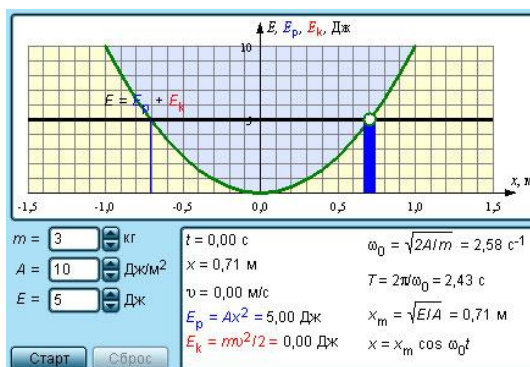 E, Eₚ, Eₖ, Дж
10
E = Eₚ + Eₖ
5
x, м
-1,5 -1,0 -0,5 0,0 0,5 1,0 1,5
m = 3 кг
A = 10 Дж/м²
E = 5 Дж
Старт Сброс
t = 0,00 с
x = 0,71 м
υ = 0,00 м/с
Eₚ = Ax² = 5,00 Дж
Eₖ = mυ²/2 = 0,00 Дж
ω₀ = √2A/m = 2,58 с⁻¹
T = 2π/ω₀ = 2,43 с
xₘ = √E/A = 0,71 м
x = xₘ cos ω₀t